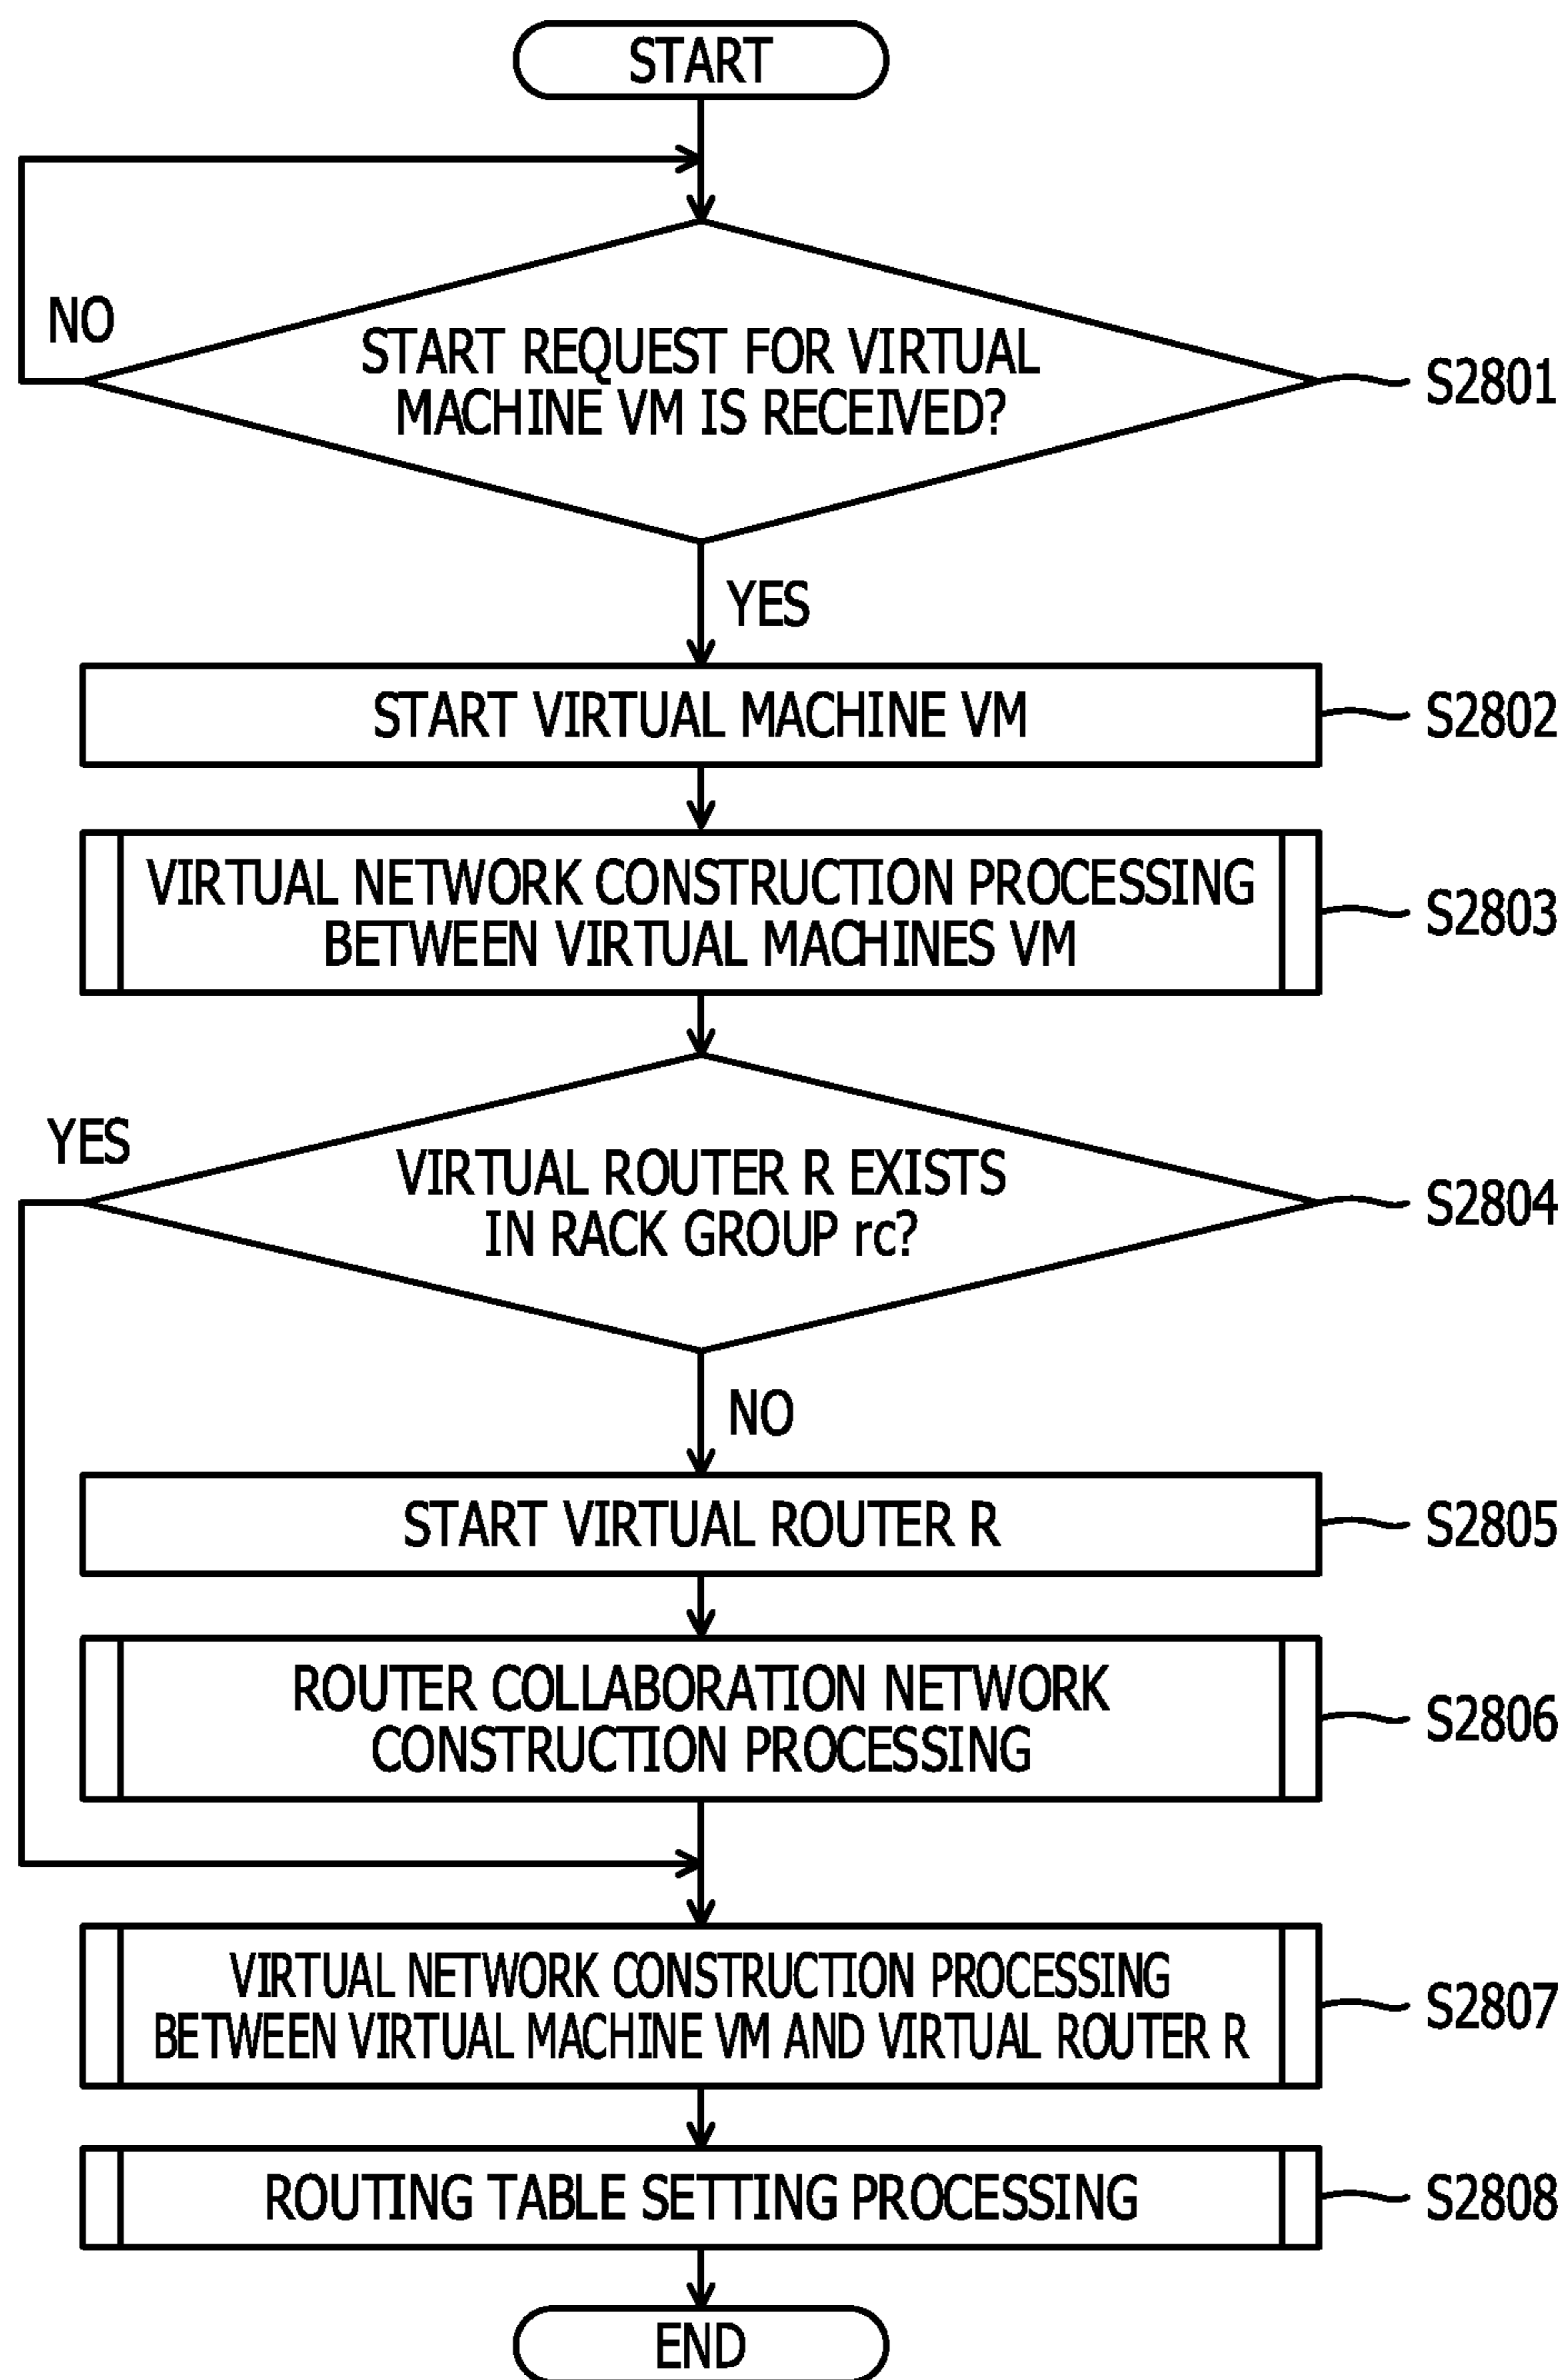 START
NO
START REQUEST FOR VIRTUAL
MACHINE VM IS RECEIVED?
S2801
YES
START VIRTUAL MACHINE VM
S2802
VIRTUAL NETWORK CONSTRUCTION PROCESSING
BETWEEN VIRTUAL MACHINES VM
S2803
YES
VIRTUAL ROUTER R EXISTS
IN RACK GROUP rc?
S2804
NO
START VIRTUAL ROUTER R
S2805
ROUTER COLLABORATION NETWORK
CONSTRUCTION PROCESSING
S2806
VIRTUAL NETWORK CONSTRUCTION PROCESSING
BETWEEN VIRTUAL MACHINE VM AND VIRTUAL ROUTER R
S2807
ROUTING TABLE SETTING PROCESSING
S2808
END